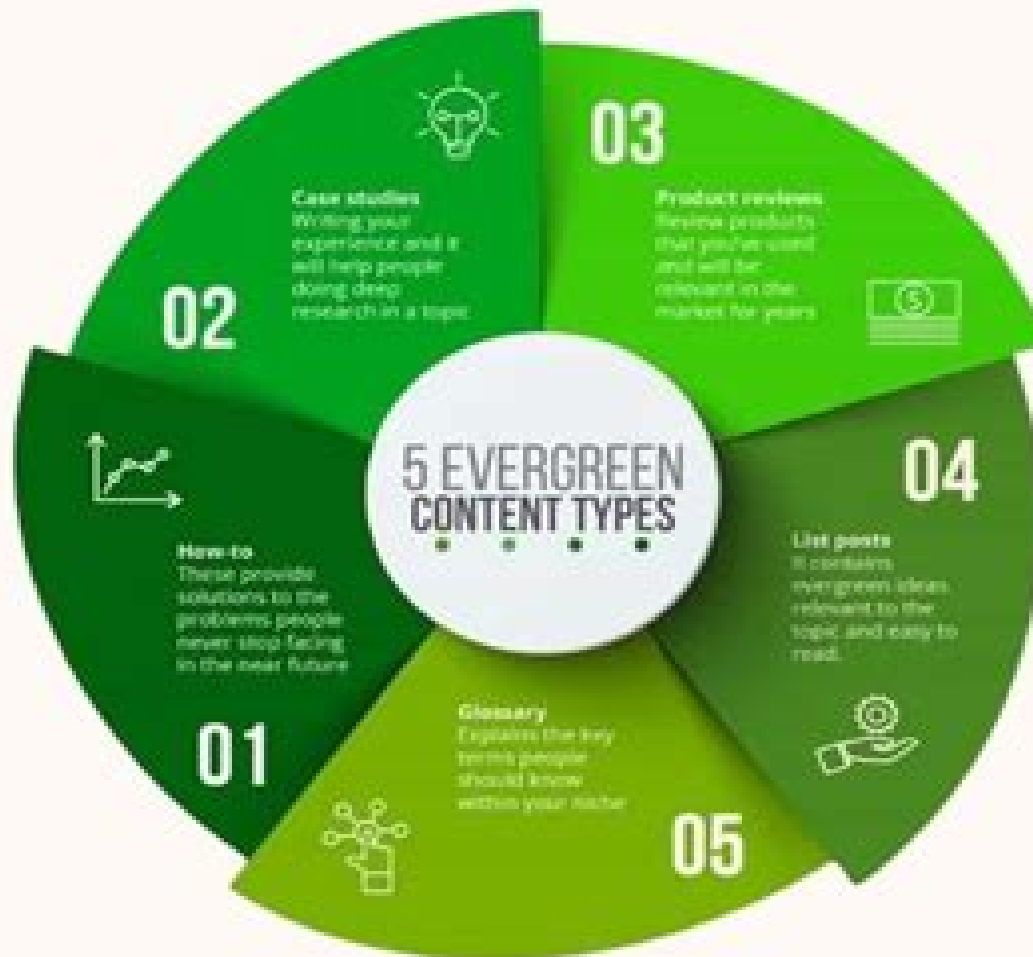 5 EVERGREEN
CONTENT TYPES
01
How-to
These provide
solutions to the
problems people
never stop facing
in the near future
02
Case studies
Writing your
experience and it
will help people
doing deep
research in a topic
03
Product reviews
Review products
that you've used
and will be
relevant in the
market for years
$
04
List posts
It contains
evergreen ideas
relevant to the
topic and easy to
read.
05
Glossary
Explains the key
terms people
should know
within your niche